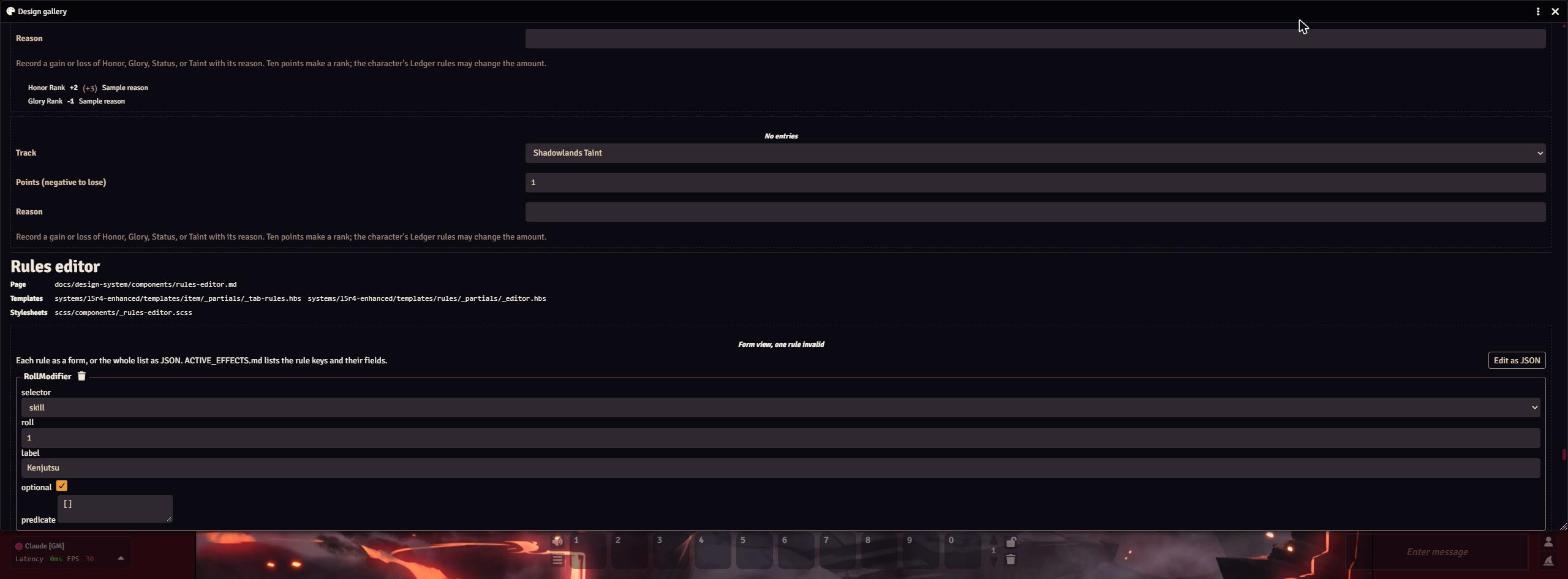 Design gallery
Reason
Record a gain or loss of Honor, Glory, Status, or Taint with its reason. Ten points make a rank; the character's Ledger rules may change the amount.
Honor Rank +2 (+3) Sample reason
Glory Rank -1 Sample reason
No entries
Track Shadowlands Taint
Points (negative to lose) 1
Reason
Record a gain or loss of Honor, Glory, Status, or Taint with its reason. Ten points make a rank; the character's Ledger rules may change the amount.
Rules editor
Page docs/design-system/components/rules-editor.md
Templates systems/l5r4-enhanced/templates/item/_partials/_tab-rules.hbs systems/l5r4-enhanced/templates/rules/_partials/_editor.hbs
Stylesheets scss/components/_rules-editor.scss
Form view, one rule invalid
Each rule as a form, or the whole list as JSON. ACTIVE_EFFECTS.md lists the rule keys and their fields. Edit as JSON
RollModifier
selector
skill
roll
1
label
Kenjutsu
optional
predicate []
Claude [GM]
Latency 0ms FPS 30
1 2 3 4 5 6 7 8 9 0
1
Enter message